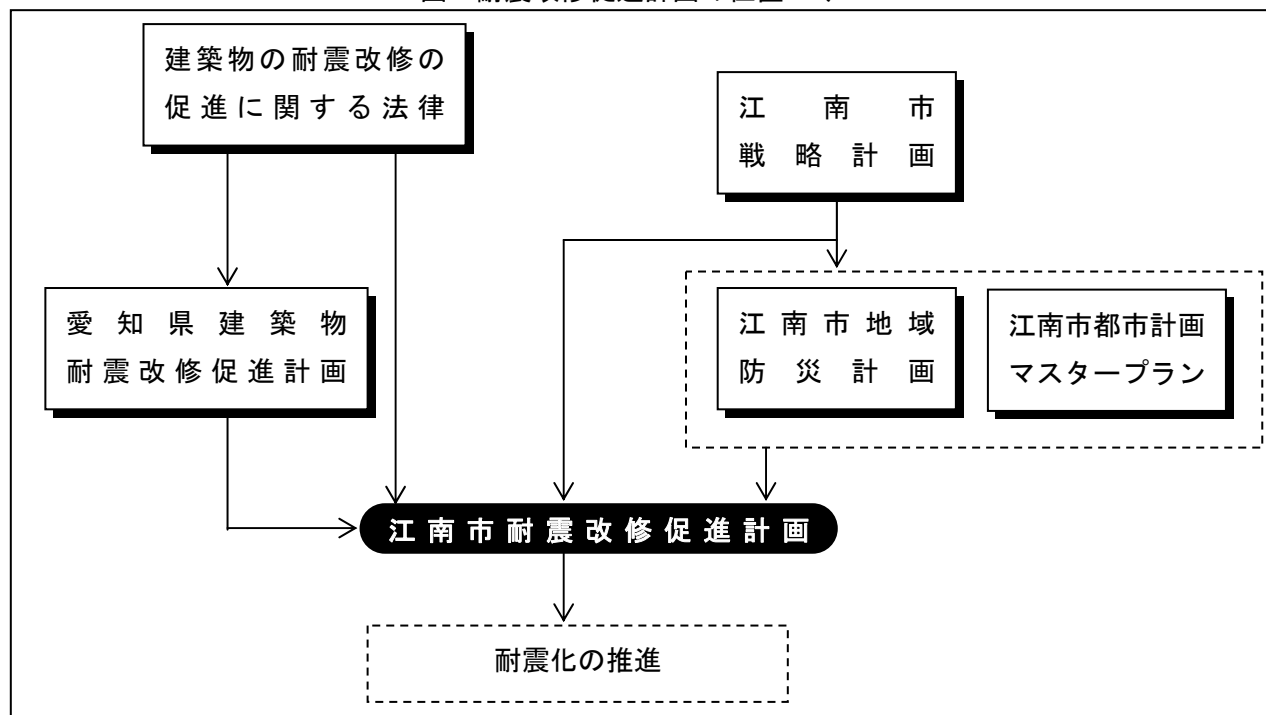 建築物の耐震改修の
促進に関する法律
江南市
戦略計画
愛知県建築物
耐震改修促進計画
江南市地域
防災計画
江南市都市計画
マスタープラン
江南市耐震改修促進計画
耐震化の推進